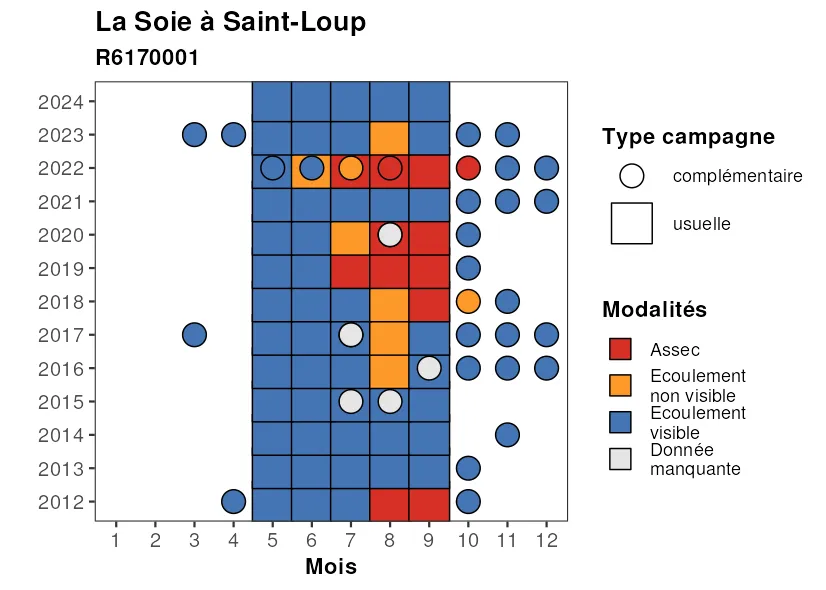 La Soie à Saint-Loup
R6170001
2024
2023
2022
2021
2020
2019
2018
2017
2016
2015
2014
2013
2012
1 2 3 4 5 6 7 8 9 10 11 12
Mois
Type campagne
complémentaire
usuelle
Modalités
Assec
Ecoulement
non visible
Ecoulement
visible
Donnée
manquante